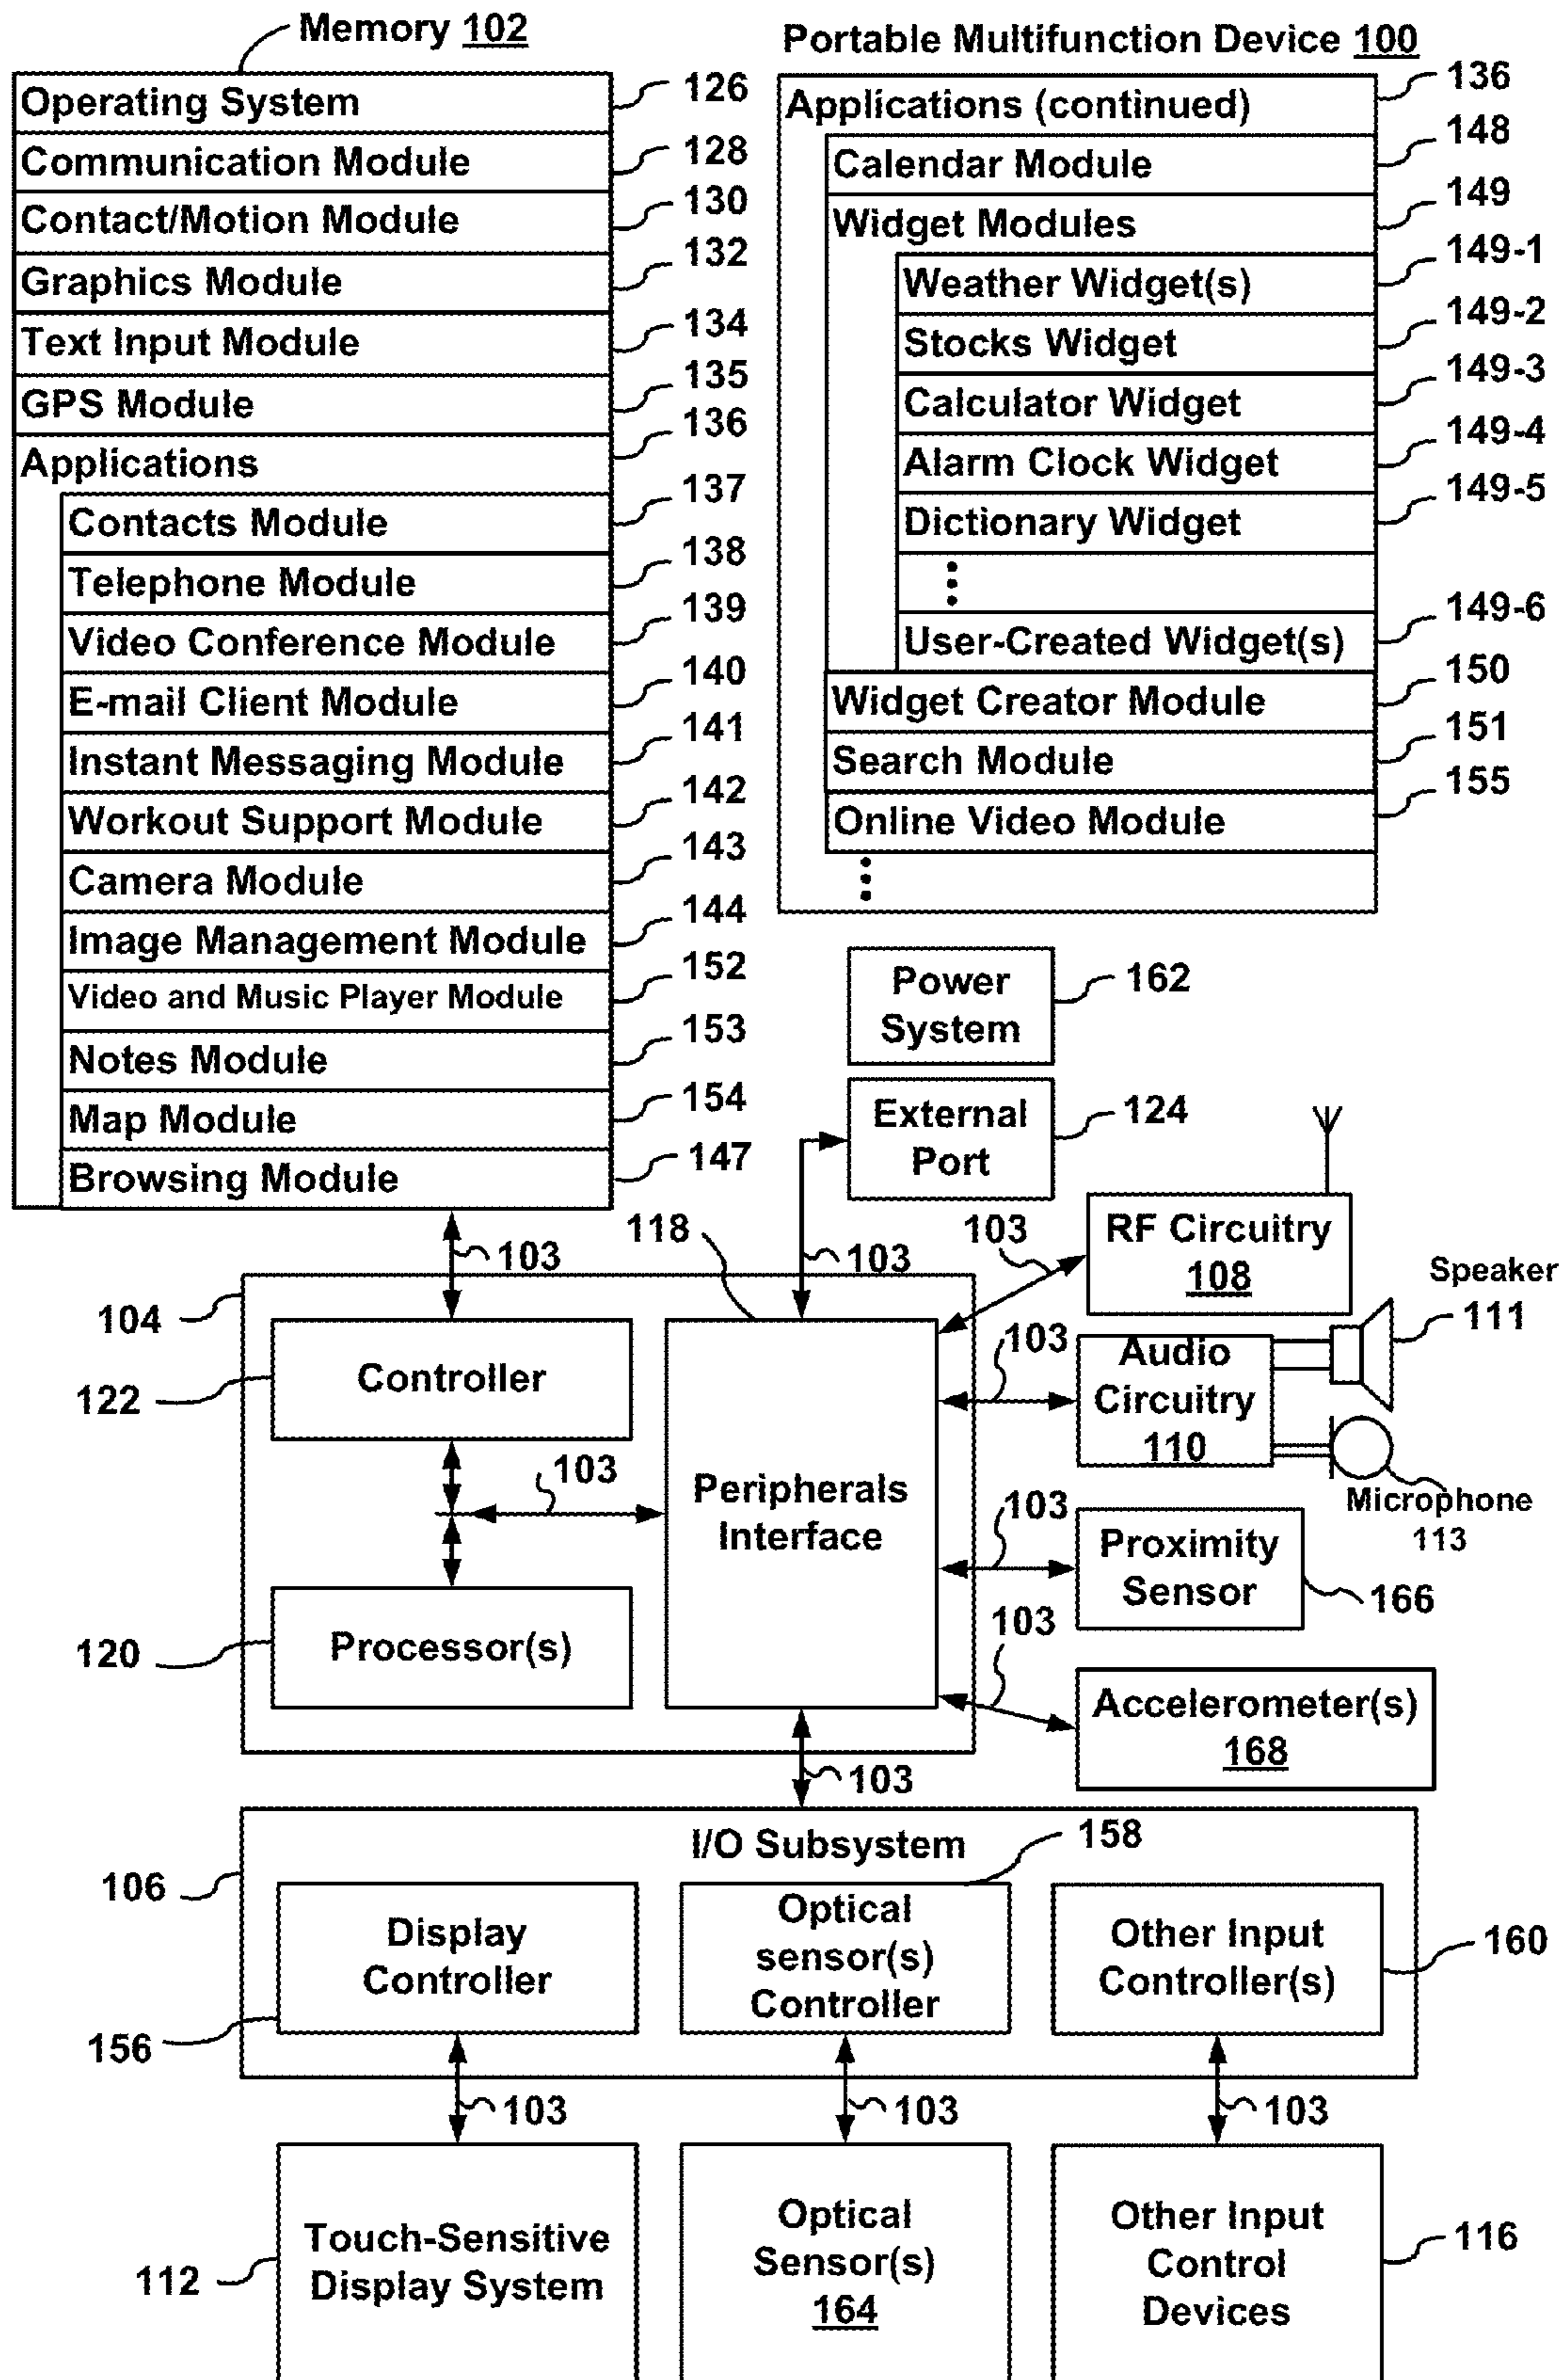 Memory 102
Operating System 126
Communication Module 128
Contact/Motion Module 130
Graphics Module 132
Text Input Module 134
GPS Module 135
Applications 136
Contacts Module 137
Telephone Module 138
Video Conference Module 139
E-mail Client Module 140
Instant Messaging Module 141
Workout Support Module 142
Camera Module 143
Image Management Module 144
Video and Music Player Module 152
Notes Module 153
Map Module 154
Browsing Module 147
Portable Multifunction Device 100
Applications (continued) 136
Calendar Module 148
Widget Modules 149
Weather Widget(s) 149-1
Stocks Widget 149-2
Calculator Widget 149-3
Alarm Clock Widget 149-4
Dictionary Widget 149-5
User-Created Widget(s) 149-6
Widget Creator Module 150
Search Module 151
Online Video Module 155
Power
System
162
External
Port
124
103
118
103
103
RF Circuitry
108
Speaker
111
104
Controller
122
103
Audio
Circuitry
110
Microphone
113
103
Peripherals
Interface
103
Proximity
Sensor
166
Processor(s)
120
103
Accelerometer(s)
168
103
I/O Subsystem
158
106
Display
Controller
156
Optical
sensor(s)
Controller
Other Input
Controller(s)
160
103
103
103
Touch-Sensitive
Display System
112
Optical
Sensor(s)
164
Other Input
Control
Devices
116